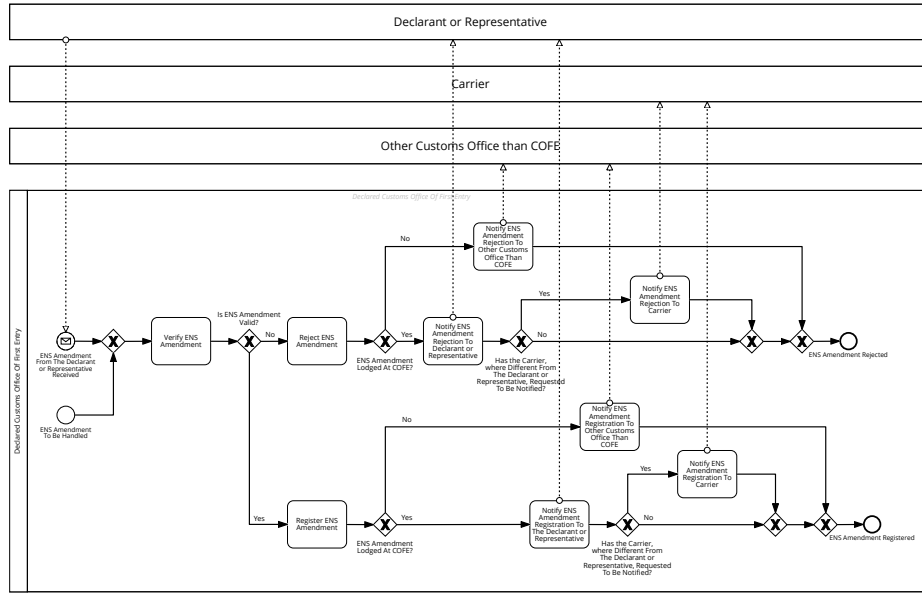 Declarant or Representative
Carrier
Other Customs Office than COFE
Declared Customs Office Of First Entry
Declared Customs Office Of First Entry
No
Notify ENS
Amendment
Rejection To
Other Customs
Office Than
COFE
Yes
Notify ENS
Amendment
Rejection To
Carrier
Is ENS Amendment
Valid?
ENS Amendment
From The Declarant
or Representative
Received
Verify ENS
Amendment
No
Reject ENS
Amendment
ENS Amendment
Lodged At COFE?
Yes
Notify ENS
Amendment
Rejection To
Declarant or
Representative
No
Has the Carrier,
where Different From
The Declarant or
Representative, Requested
To Be Notified?
ENS Amendment Rejected
ENS Amendment
To Be Handled
No
Notify ENS
Amendment
Registration To
Other Customs
Office Than
COFE
Yes
Notify ENS
Amendment
Registration To
Carrier
Yes
Register ENS
Amendment
ENS Amendment
Lodged At COFE?
Yes
Notify ENS
Amendment
Registration To
The Declarant or
Representative
No
Has the Carrier,
where Different From
The Declarant or
Representative, Requested
To Be Notified?
ENS Amendment Registered